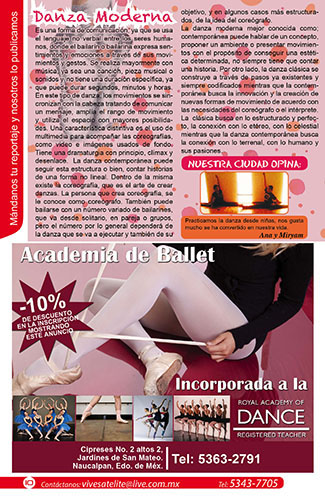 Mándanos tu reportaje y nosotros lo publicamos
Danza Moderna
Es una forma de comunicación, ya que se usa
el lenguaje no verbal entre los seres humanos,
donde el bailarín o bailarina expresa sentimientos
y emociones a través de sus movimientos
y gestos. Se realiza mayormente con
música, ya sea una canción, pieza musical o
sonidos y no tiene una duración específica, ya
que puede durar segundos, minutos y horas.
En este tipo de danza, los movimientos se sincronizan
con la cabeza tratando de comunicar
un mensaje, amplía el rango de movimiento
y utiliza el espacio con mayores posibilidades.
Una característica distintiva es el uso de
multimedia para acompañar las coreografías,
como video e imágenes usados de fondo.
Tiene una dramaturgia con principio, clímax y
desenlace. La danza contemporánea puede
seguir esta estructura o bien, contar historias
de una forma no lineal. Dentro de la misma
existe la coreografía, que es el arte de crear
danzas. La persona que crea coreografía, se
le conoce como coreógrafo. También puede
bailarse con un número variado de bailarines,
que va desde solitario, en pareja o grupos,
pero el número por lo general dependerá de
la danza que se va a ejecutar y también de su
objetivo, y en algunos casos más estructurados,
de la idea del coreógrafo.
La danza moderna mejor conocida como:
contemporánea puede hablar de un concepto,
proponer un ambiente o presentar movimientos
con el propósito de conseguir una estética
determinada, no siempre tiene que contar
una historia. Por otro lado, la danza clásica se
construye a través de pasos ya existentes y
siempre codificados mientras que la contemporánea
busca la innovación y la creación de
nuevas formas de movimiento de acuerdo con
las necesidades del coreógrafo o el intérprete.
La clásica busca en lo estructurado y perfecto,
la conexión con lo etéreo, con lo celestial
mientras que la danza contemporánea busca
la conexión con lo terrenal, con lo humano y
sus pasiones.
NUESTRA CIUDAD OPINA:
Practicamos la danza desde niñas, nos gusta
mucho se ha convertido en nuestra vida.
Ana y Miryam
Academia de Ballet
-10%
DE DESCUENTO
EN LA INSCRIPCIÓN
MOSTRANDO
ESTE ANUNCIO
Incorporada a la
ROYAL ACADEMY OF
DANCE
REGISTERED TEACHER
Cipreses No. 2 altos 2,
Jardines de San Mateo.
Naucalpan, Edo. de Méx.
Tel: 5363-2791
Contáctanos: vivesatelite@live.com.mx
Tel: 5343-7705